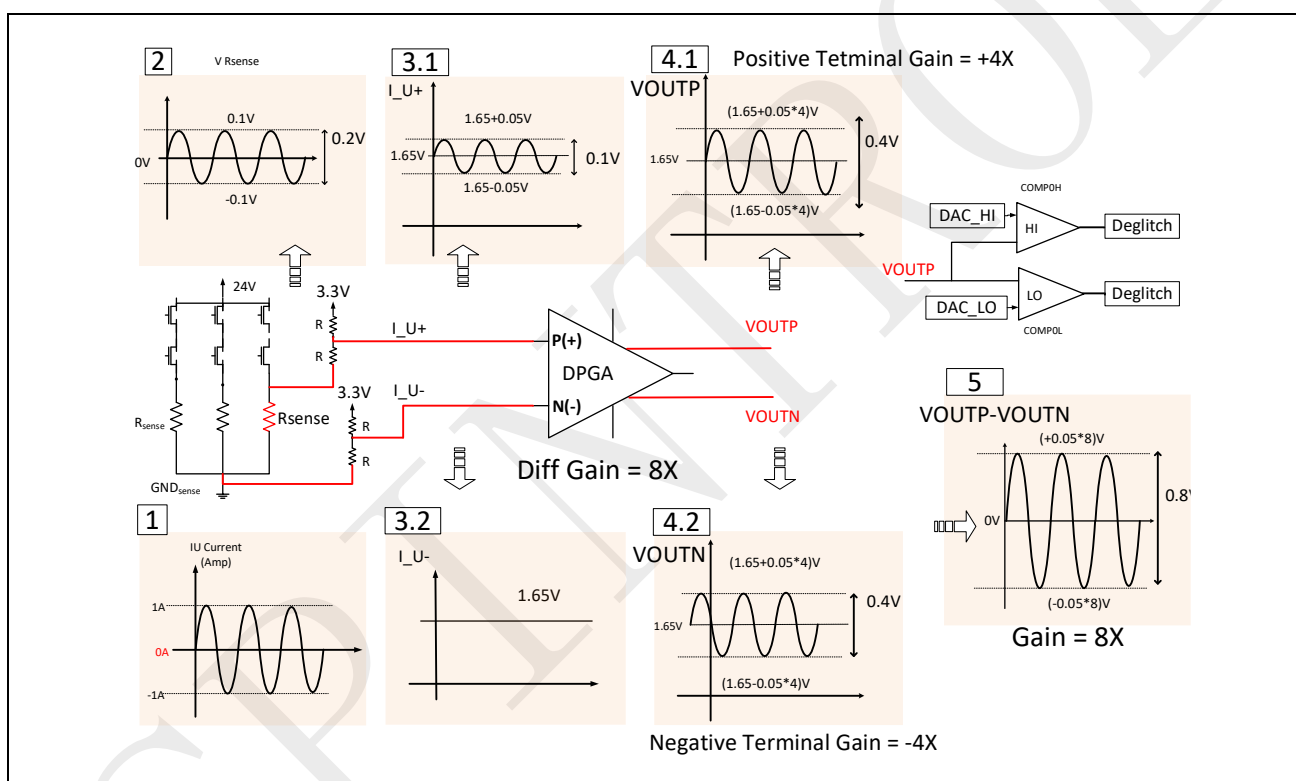 2
V Rsense
0.1V
0V
0.2V
-0.1V
3.1
I_U+
1.65+0.05V
1.65V
0.1V
1.65-0.05V
4.1
Positive Tetminal Gain = +4X
VOUTP
(1.65+0.05*4)V
1.65V
0.4V
(1.65-0.05*4)V
COMP0H
DAC_HI
HI
Deglitch
VOUTP
LO
Deglitch
DAC_LO
COMP0L
24V
3.3V
R
R
I_U+
P(+)
VOUTP
DPGA
3.3V
I_U-
N(-)
VOUTN
Rsense
Rsense
R
R
GNDsense
Diff Gain = 8X
5
VOUTP-VOUTN
(+0.05*8)V
0V
0.8V
(-0.05*8)V
Gain = 8X
1
IU Current
(Amp)
1A
0A
-1A
3.2
I_U-
1.65V
4.2
VOUTN
(1.65+0.05*4)V
1.65V
0.4V
(1.65-0.05*4)V
Negative Terminal Gain = -4X